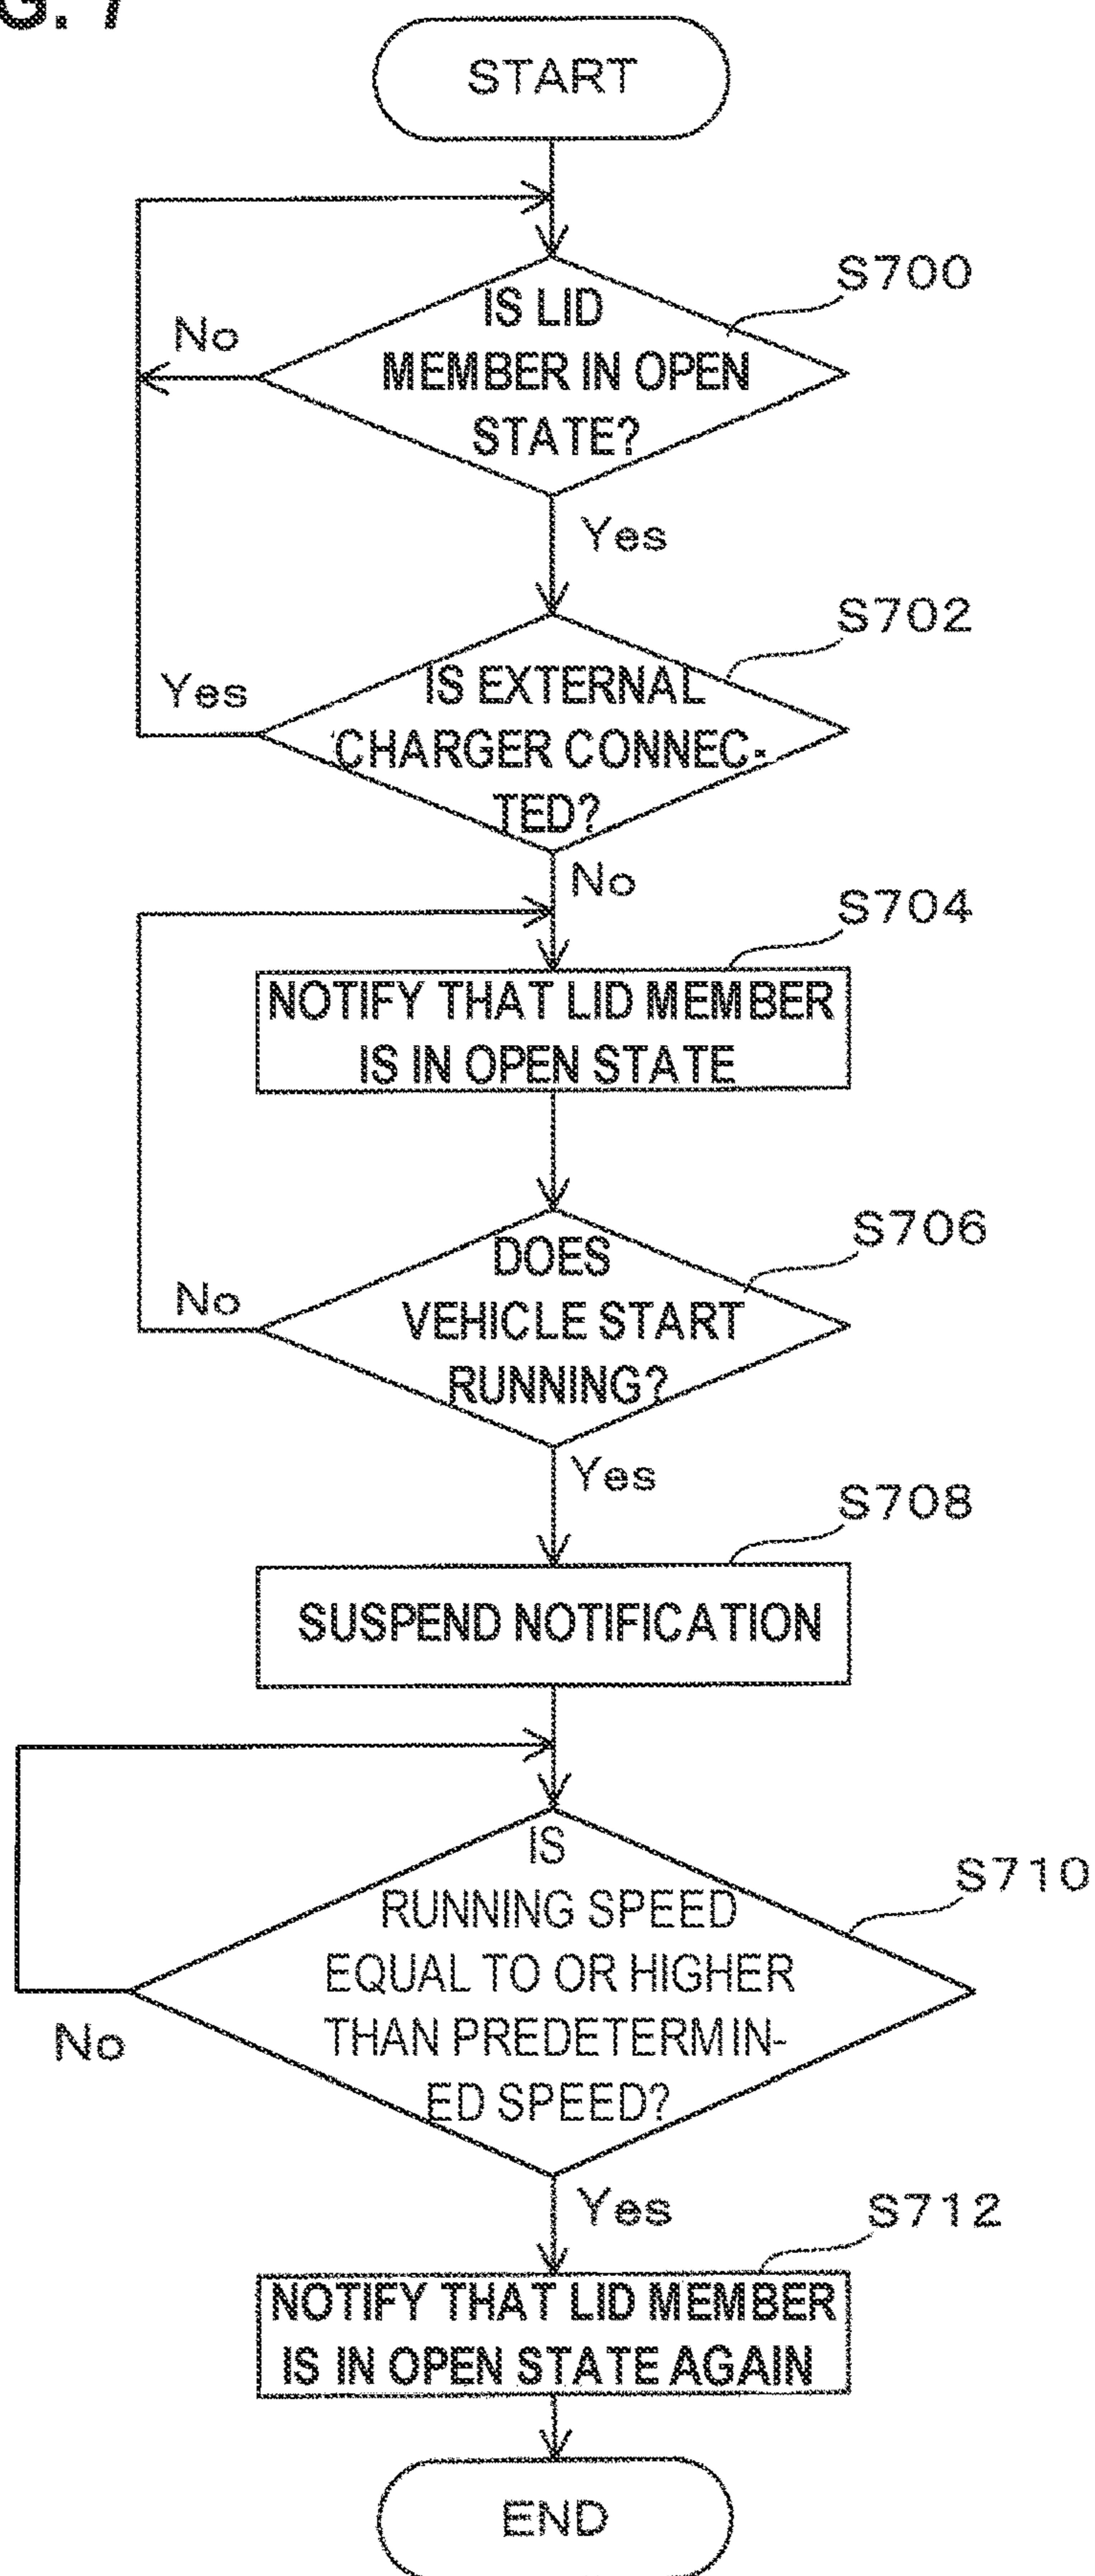 G. 7
START
S700
IS LID
No
MEMBER IN OPEN
STATE?
Yes
S702
IS EXTERNAL
Yes
CHARGER CONNEC-
TED?
No
S704
NOTIFY THAT LID MEMBER
IS IN OPEN STATE
S706
DOES
No
VEHICLE START
RUNNING?
Yes
S708
SUSPEND NOTIFICATION
IS
S710
RUNNING SPEED
EQUAL TO OR HIGHER
No
THAN PREDETERMIN-
ED SPEED?
Yes
S712
NOTIFY THAT LID MEMBER
IS IN OPEN STATE AGAIN
END